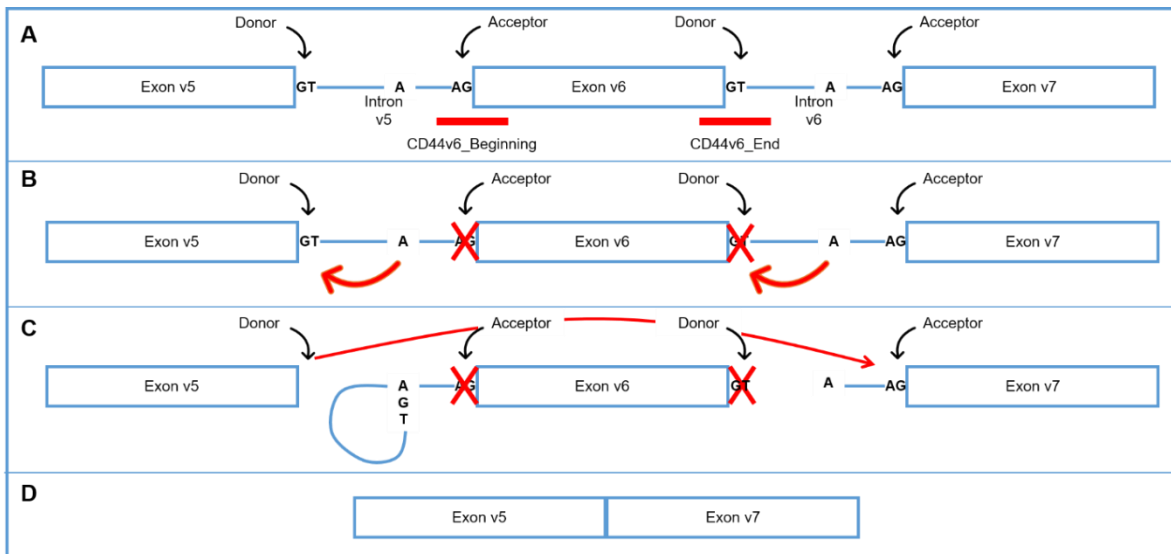 A
Donor Acceptor Donor Acceptor
Exon v5 GT A AG Exon v6 GT A AG Exon v7
Intron v5 Intron v6
CD44v6_Beginning CD44v6_End
B
Donor Acceptor Donor Acceptor
Exon v5 GT A AG Exon v6 GT A AG Exon v7
C
Donor Acceptor Donor Acceptor
Exon v5 A AG Exon v6 GT A AG Exon v7
G
T
D
Exon v5 Exon v7